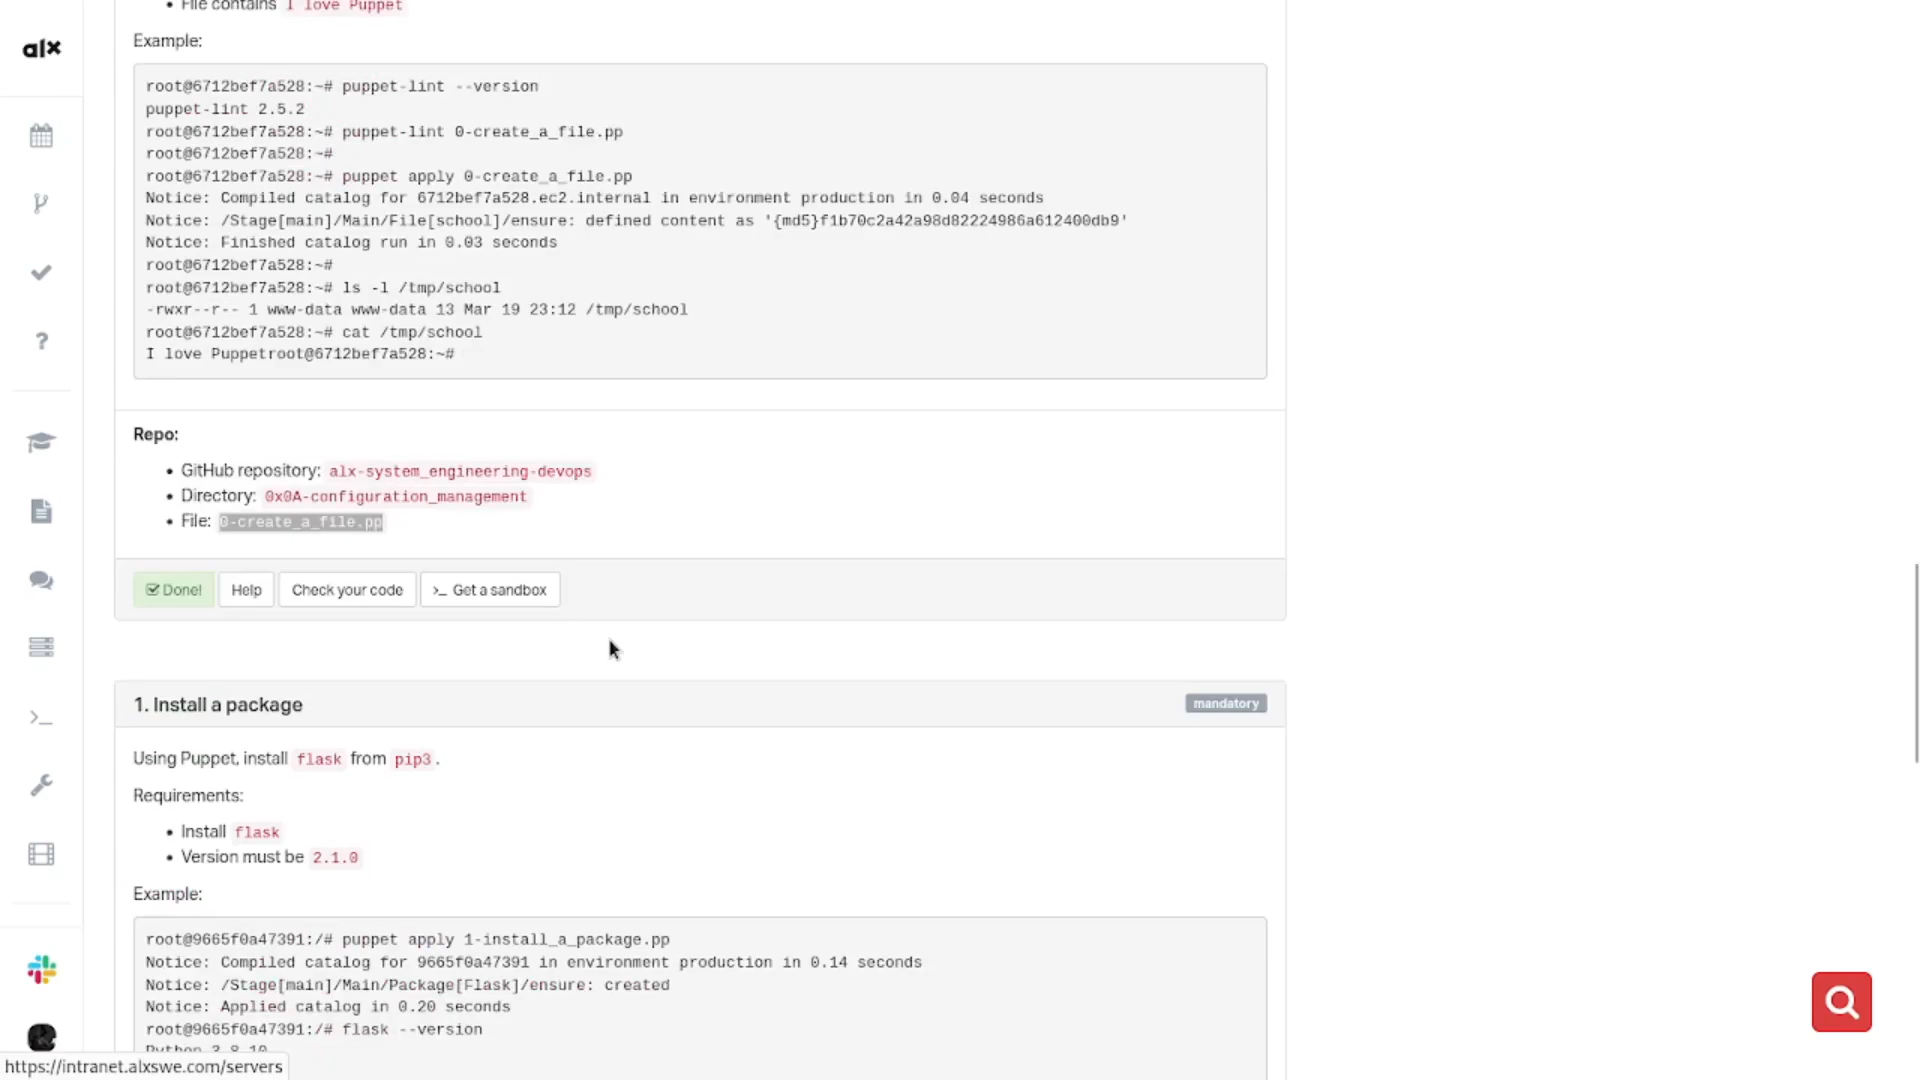 File contains I love Puppet
alx
Example:
root@6712bef7a528:~# puppet-lint --version
puppet-lint 2.5.2
root@6712bef7a528:~# puppet-lint 0-create_a_file.pp
root@6712bef7a528:~#
root@6712bef7a528:~# puppet apply 0-create_a_file.pp
Notice: Compiled catalog for 6712bef7a528.ec2.internal in environment production in 0.04 seconds
Notice: /Stage[main]/Main/File[school]/ensure: defined content as '{md5}f1b70c2a42a98d82224986a612400db9'
Notice: Finished catalog run in 0.03 seconds
root@6712bef7a528:~#
root@6712bef7a528:~# ls -l /tmp/school
-rwxr--r-- 1 www-data www-data 13 Mar 19 23:12 /tmp/school
root@6712bef7a528:~# cat /tmp/school
I love Puppetroot@6712bef7a528:~#
Repo:
GitHub repository: alx-system_engineering-devops
Directory: 0x0A-configuration_management
File: 0-create_a_file.pp
Done! Help Check your code >_ Get a sandbox
1. Install a package mandatory
Using Puppet, install flask from pip3.
Requirements:
Install flask
Version must be 2.1.0
Example:
root@9665f0a47391:/# puppet apply 1-install_a_package.pp
Notice: Compiled catalog for 9665f0a47391 in environment production in 0.14 seconds
Notice: /Stage[main]/Main/Package[Flask]/ensure: created
Notice: Applied catalog in 0.20 seconds
root@9665f0a47391:/# flask --version
Python 3.8.10
https://intranet.alxswe.com/servers